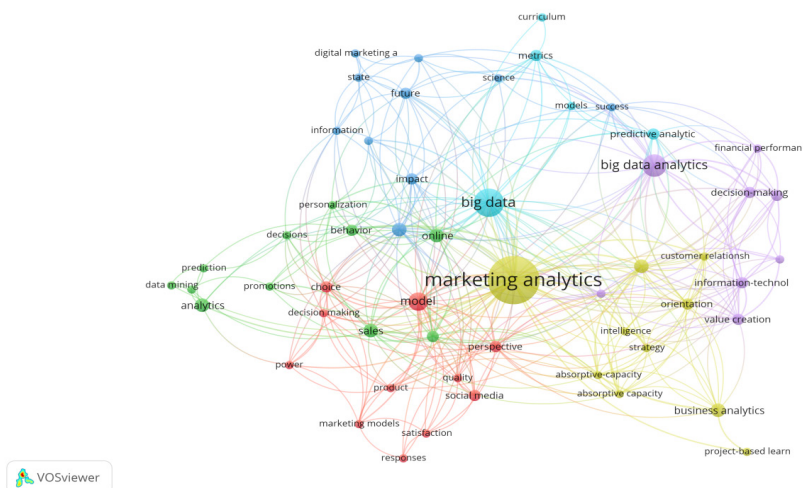 curriculum
digital marketing a
metrics
state
science
future
models
success
information
predictive analytic
financial performan
big data analytics
impact
decision-making
personalization
big data
behavior
online
decisions
customer relationsh
prediction
marketing analytics
information-technol
data mining
promotions
choice
analytics
model
orientation
decision making
value creation
sales
intelligence
perspective
strategy
power
quality
absorptive-capacity
product
social media
absorptive capacity
business analytics
marketing models
satisfaction
project-based learn
responses
VOSviewer